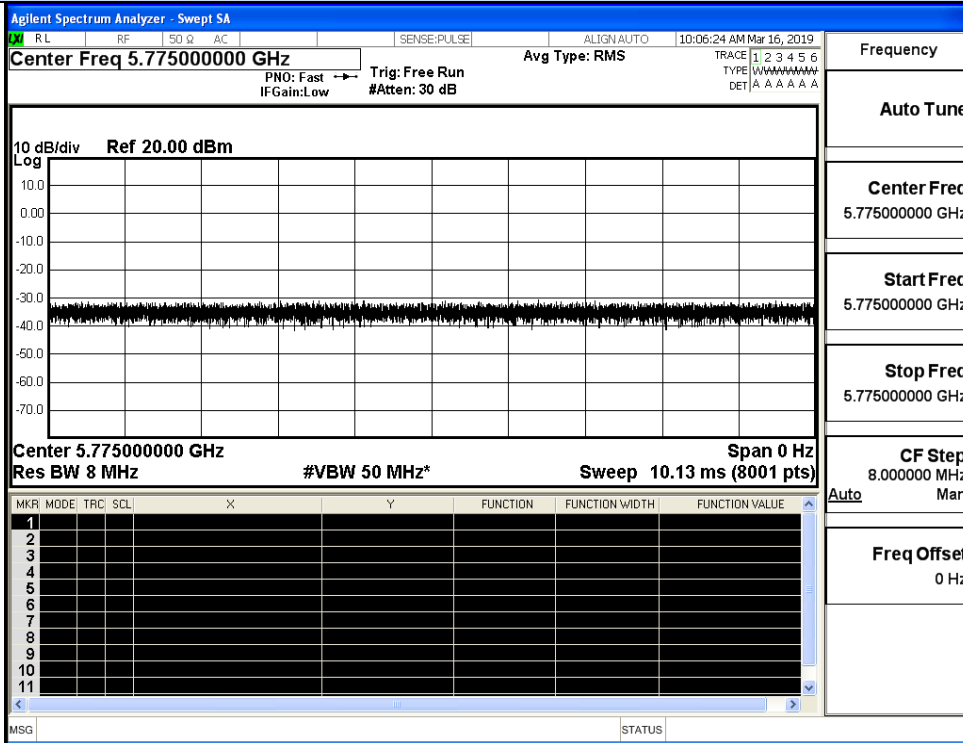 Agilent Spectrum Analyzer - Swept SA
LXI RL RF 50 Ω AC SENSE:PULSE ALIGN AUTO 10:06:24 AM Mar 16, 2019
Center Freq 5.775000000 GHz
PNO: Fast
IFGain:Low
Trig: Free Run
#Atten: 30 dB
Avg Type: RMS
TRACE 1 2 3 4 5 6
TYPE WWWWWW
DET A A A A A A
10 dB/div Ref 20.00 dBm
Log
10.0
0.00
-10.0
-20.0
-30.0
-40.0
-50.0
-60.0
-70.0
Center 5.775000000 GHz Span 0 Hz
Res BW 8 MHz #VBW 50 MHz* Sweep 10.13 ms (8001 pts)
MKR MODE TRC SCL X Y FUNCTION FUNCTION WIDTH FUNCTION VALUE
1
2
3
4
5
6
7
8
9
10
11
MSG STATUS
Frequency
Auto Tune
Center Freq
5.775000000 GHz
Start Freq
5.775000000 GHz
Stop Freq
5.775000000 GHz
CF Step
8.000000 MHz
Auto Man
Freq Offset
0 Hz